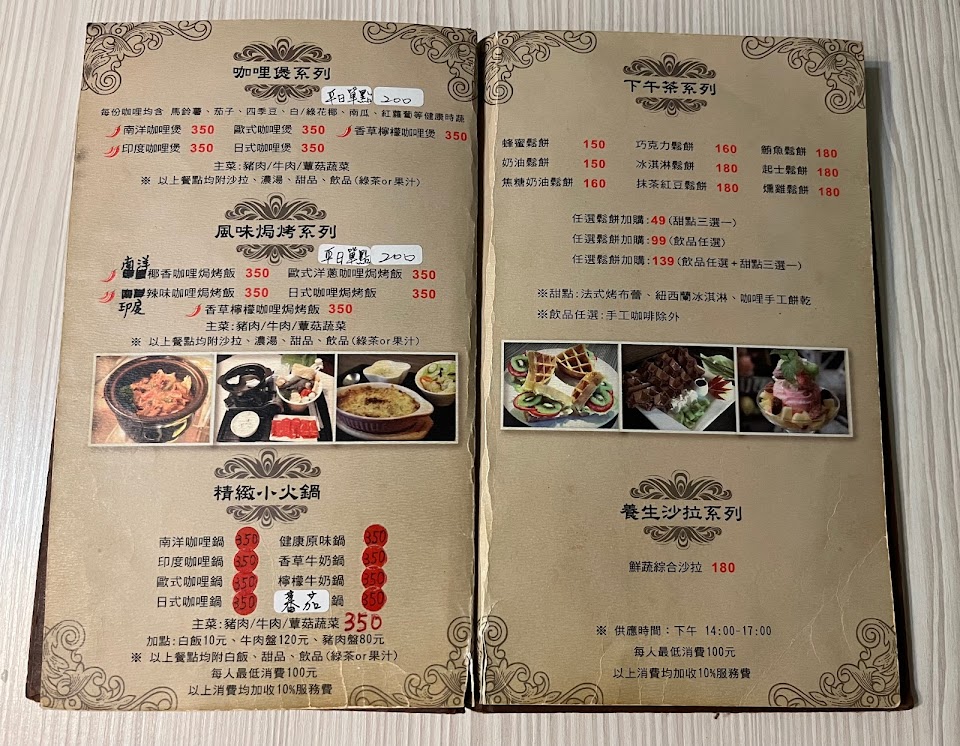 咖哩煲系列
平日單點 200
每份咖哩均含 馬鈴薯、茄子、四季豆、白/綠花椰、南瓜、紅蘿蔔等健康時蔬
南洋咖哩煲 350 歐式咖哩煲 350 香草檸檬咖哩煲 350
印度咖哩煲 350 日式咖哩煲 350
主菜:豬肉/牛肉/蕈菇蔬菜
※ 以上餐點均附沙拉、濃湯、甜品、飲品(綠茶or果汁)
風味焗烤系列
平日單點 200
南洋椰香咖哩焗烤飯 350 歐式洋蔥咖哩焗烤飯 350
印度辣味咖哩焗烤飯 350 日式咖哩焗烤飯 350
香草檸檬咖哩焗烤飯 350
主菜:豬肉/牛肉/蕈菇蔬菜
※ 以上餐點均附沙拉、濃湯、甜品、飲品(綠茶or果汁)
精緻小火鍋
南洋咖哩鍋 350 健康原味鍋 350
印度咖哩鍋 350 香草牛奶鍋 350
歐式咖哩鍋 350 檸檬牛奶鍋 350
日式咖哩鍋 350 蕃茄鍋 350
主菜:豬肉/牛肉/蕈菇蔬菜 350
加點:白飯10元、牛肉盤120元、豬肉盤80元
※ 以上餐點均附白飯、甜品、飲品(綠茶or果汁)
每人最低消費100元
以上消費均加收10%服務費
下午茶系列
蜂蜜鬆餅 150 巧克力鬆餅 160 鮪魚鬆餅 180
奶油鬆餅 150 冰淇淋鬆餅 180 起士鬆餅 180
焦糖奶油鬆餅 160 抹茶紅豆鬆餅 180 燻雞鬆餅 180
任選鬆餅加購:49(甜點三選一)
任選鬆餅加購:99(飲品任選)
任選鬆餅加購:139(飲品任選+甜點三選一)
※甜點:法式烤布蕾、紐西蘭冰淇淋、咖哩手工餅乾
※飲品任選:手工咖啡除外
養生沙拉系列
鮮蔬綜合沙拉 180
※ 供應時間:下午 14:00-17:00
每人最低消費100元
以上消費均加收10%服務費